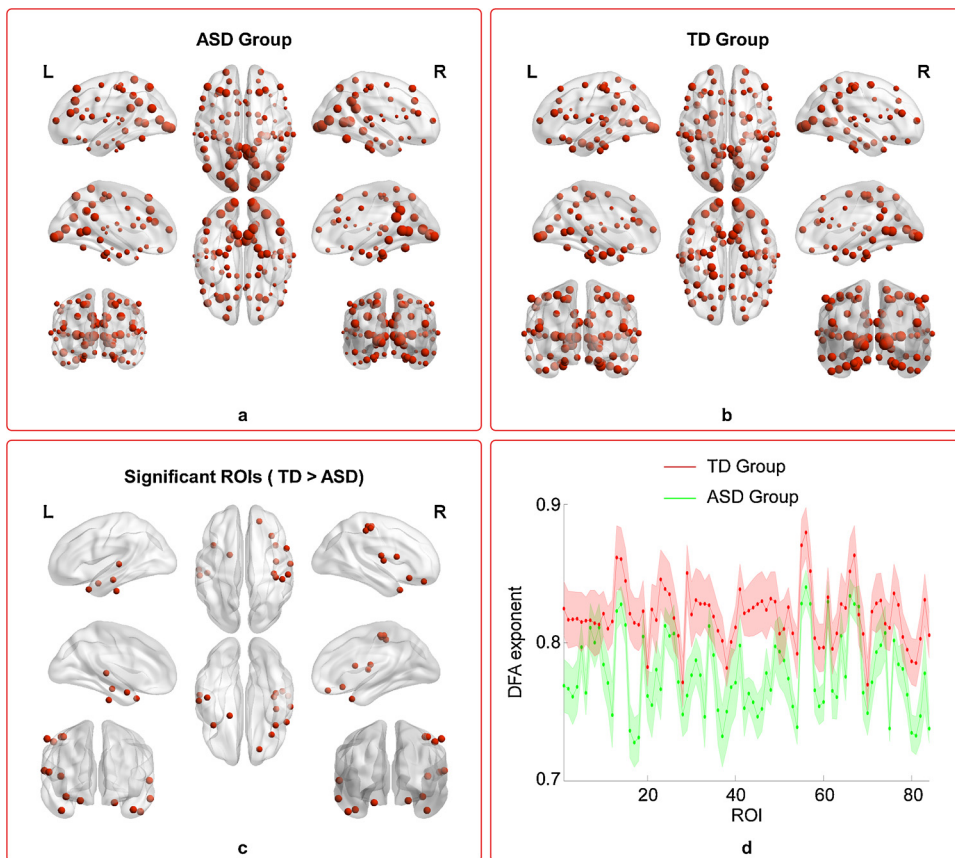 ASD Group
L
R
a
TD Group
L
R
b
Significant ROIs ( TD > ASD)
L
R
c
TD Group
ASD Group
0.9
0.8
0.7
DFA exponent
20
40
60
80
ROI
d